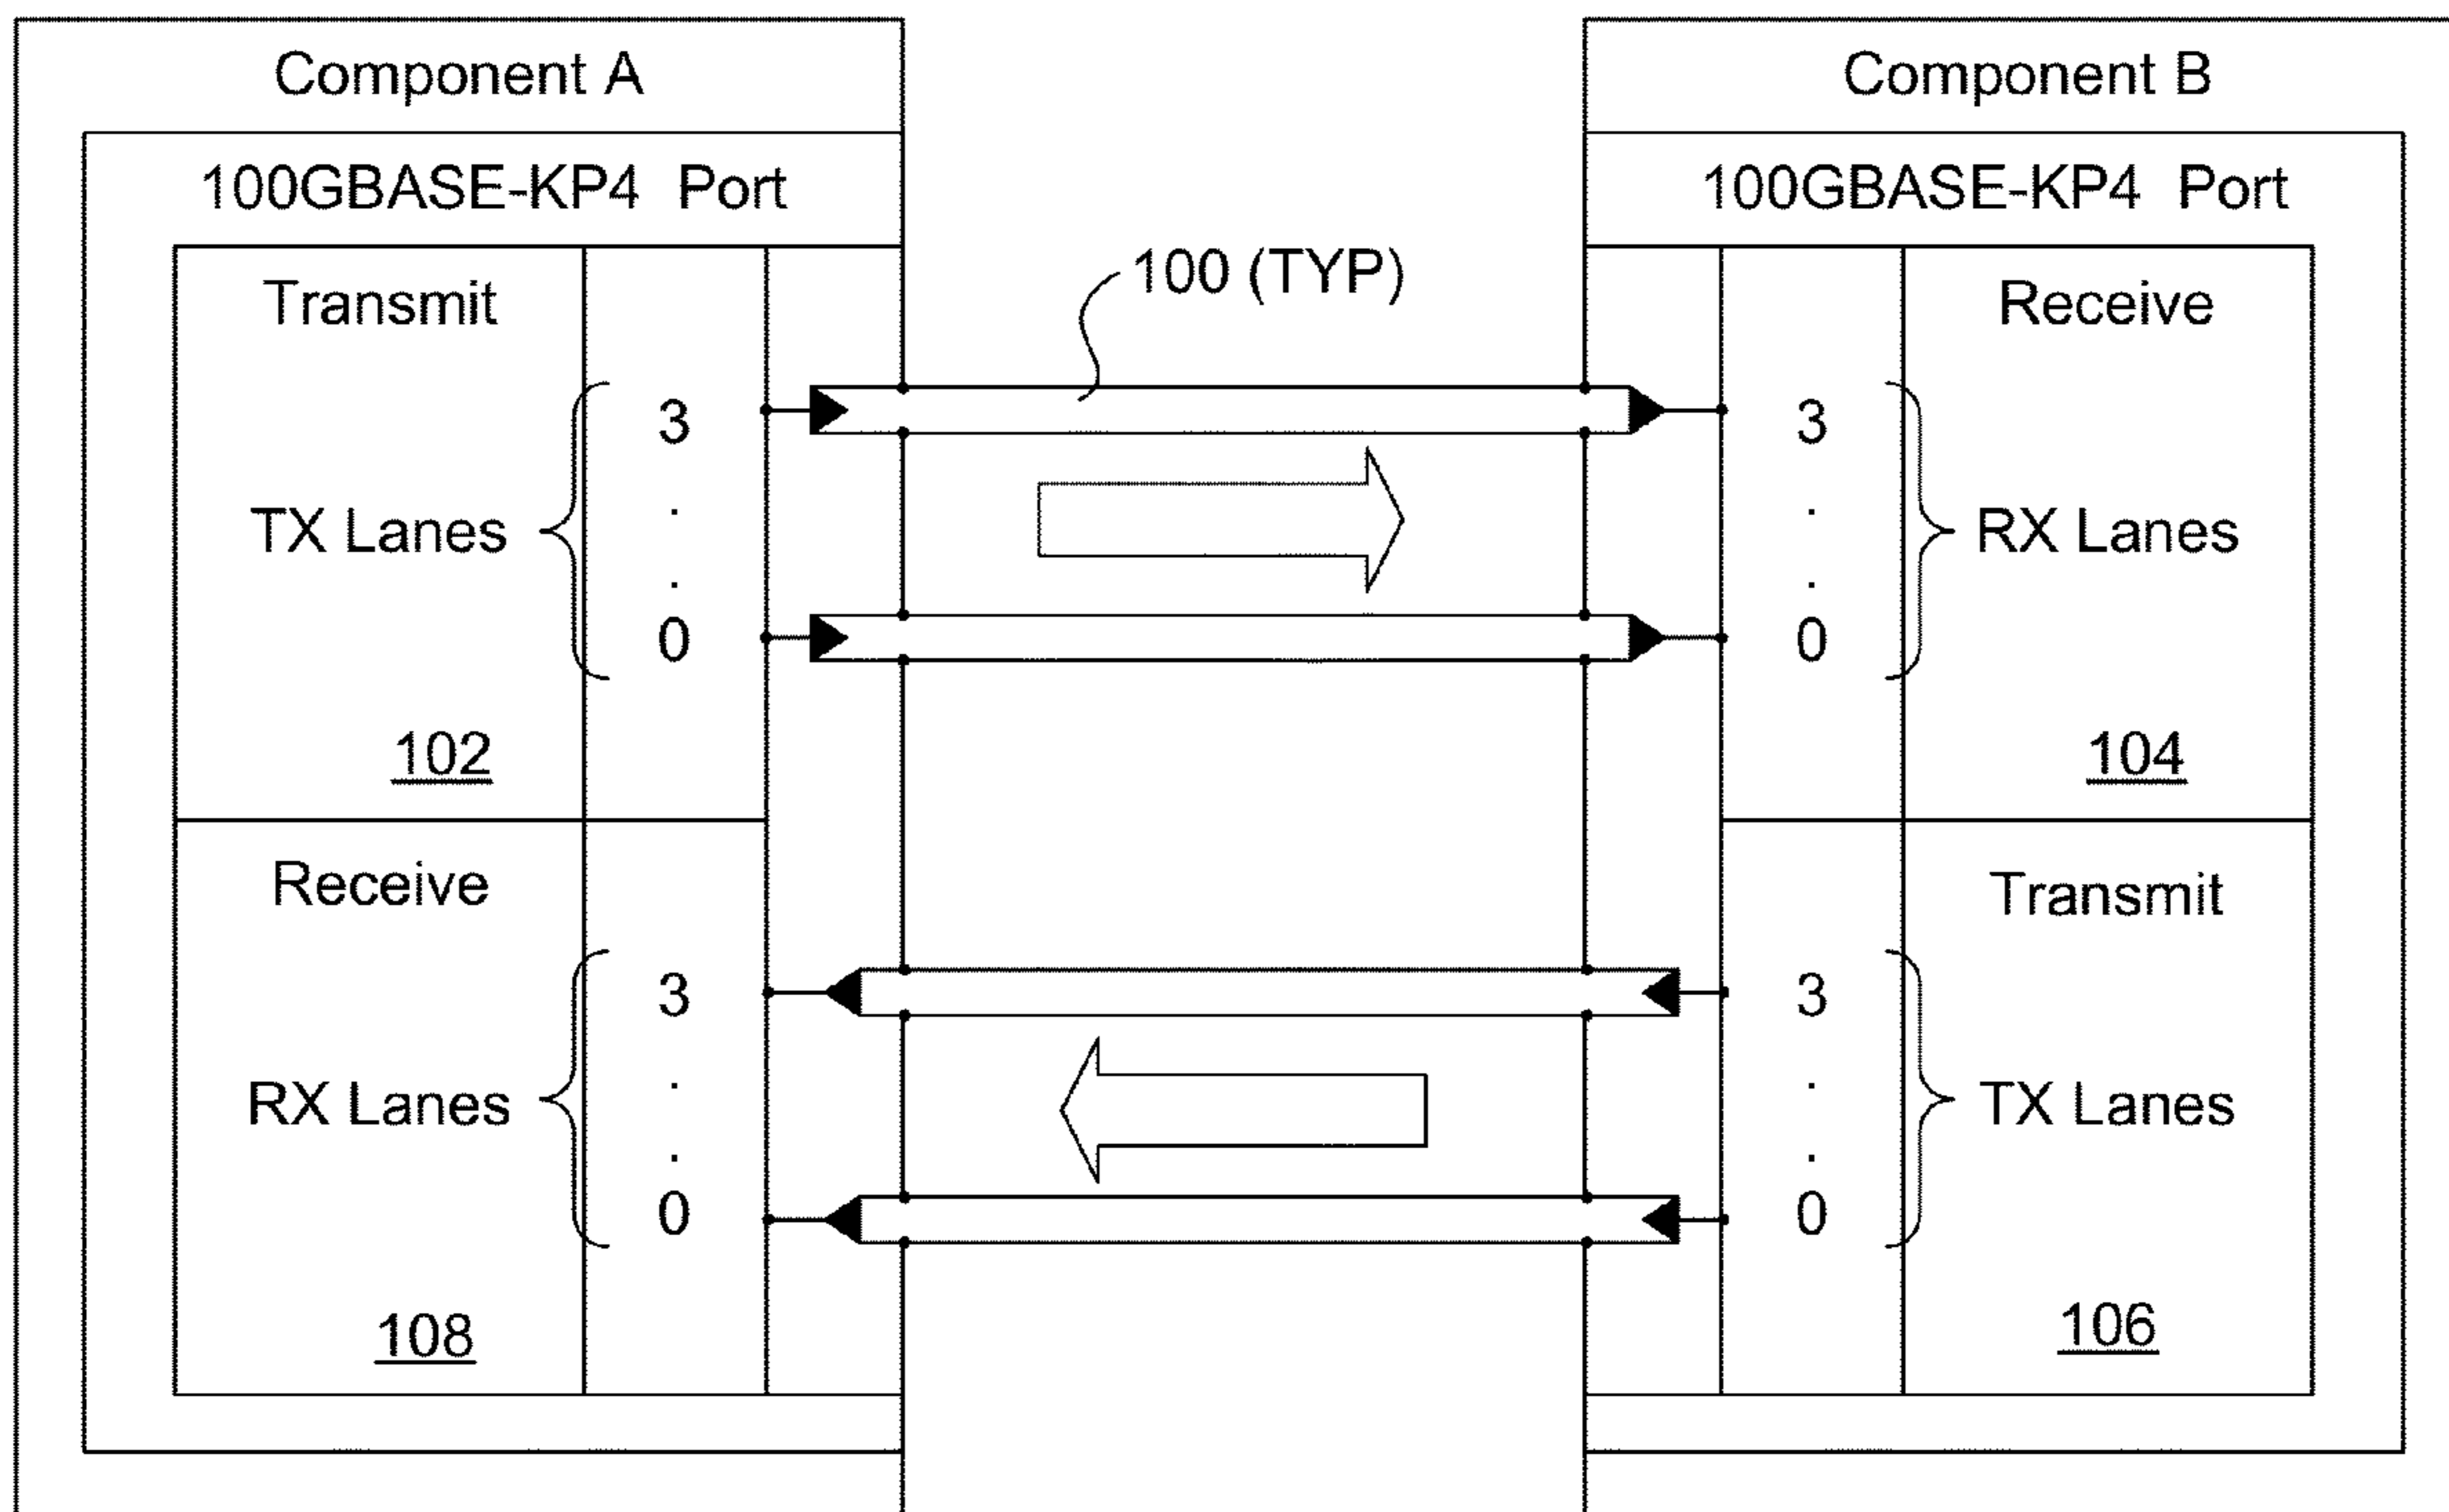 Component A
100GBASE-KP4 Port
Transmit
TX Lanes
3
.
.
0
102
Receive
RX Lanes
3
.
.
0
108
100 (TYP)
Component B
100GBASE-KP4 Port
Receive
3
.
.
0
RX Lanes
104
Transmit
3
.
.
0
TX Lanes
106